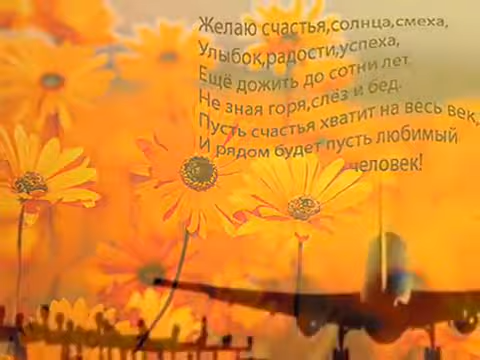 Желаю счастья,солнца,смеха,
Улыбок,радости,успеха,
Ещё дожить до сотни лет
Не зная горя,слёз и бед.
Пусть счастья хватит на весь век,
И рядом будет пусть любимый
человек!